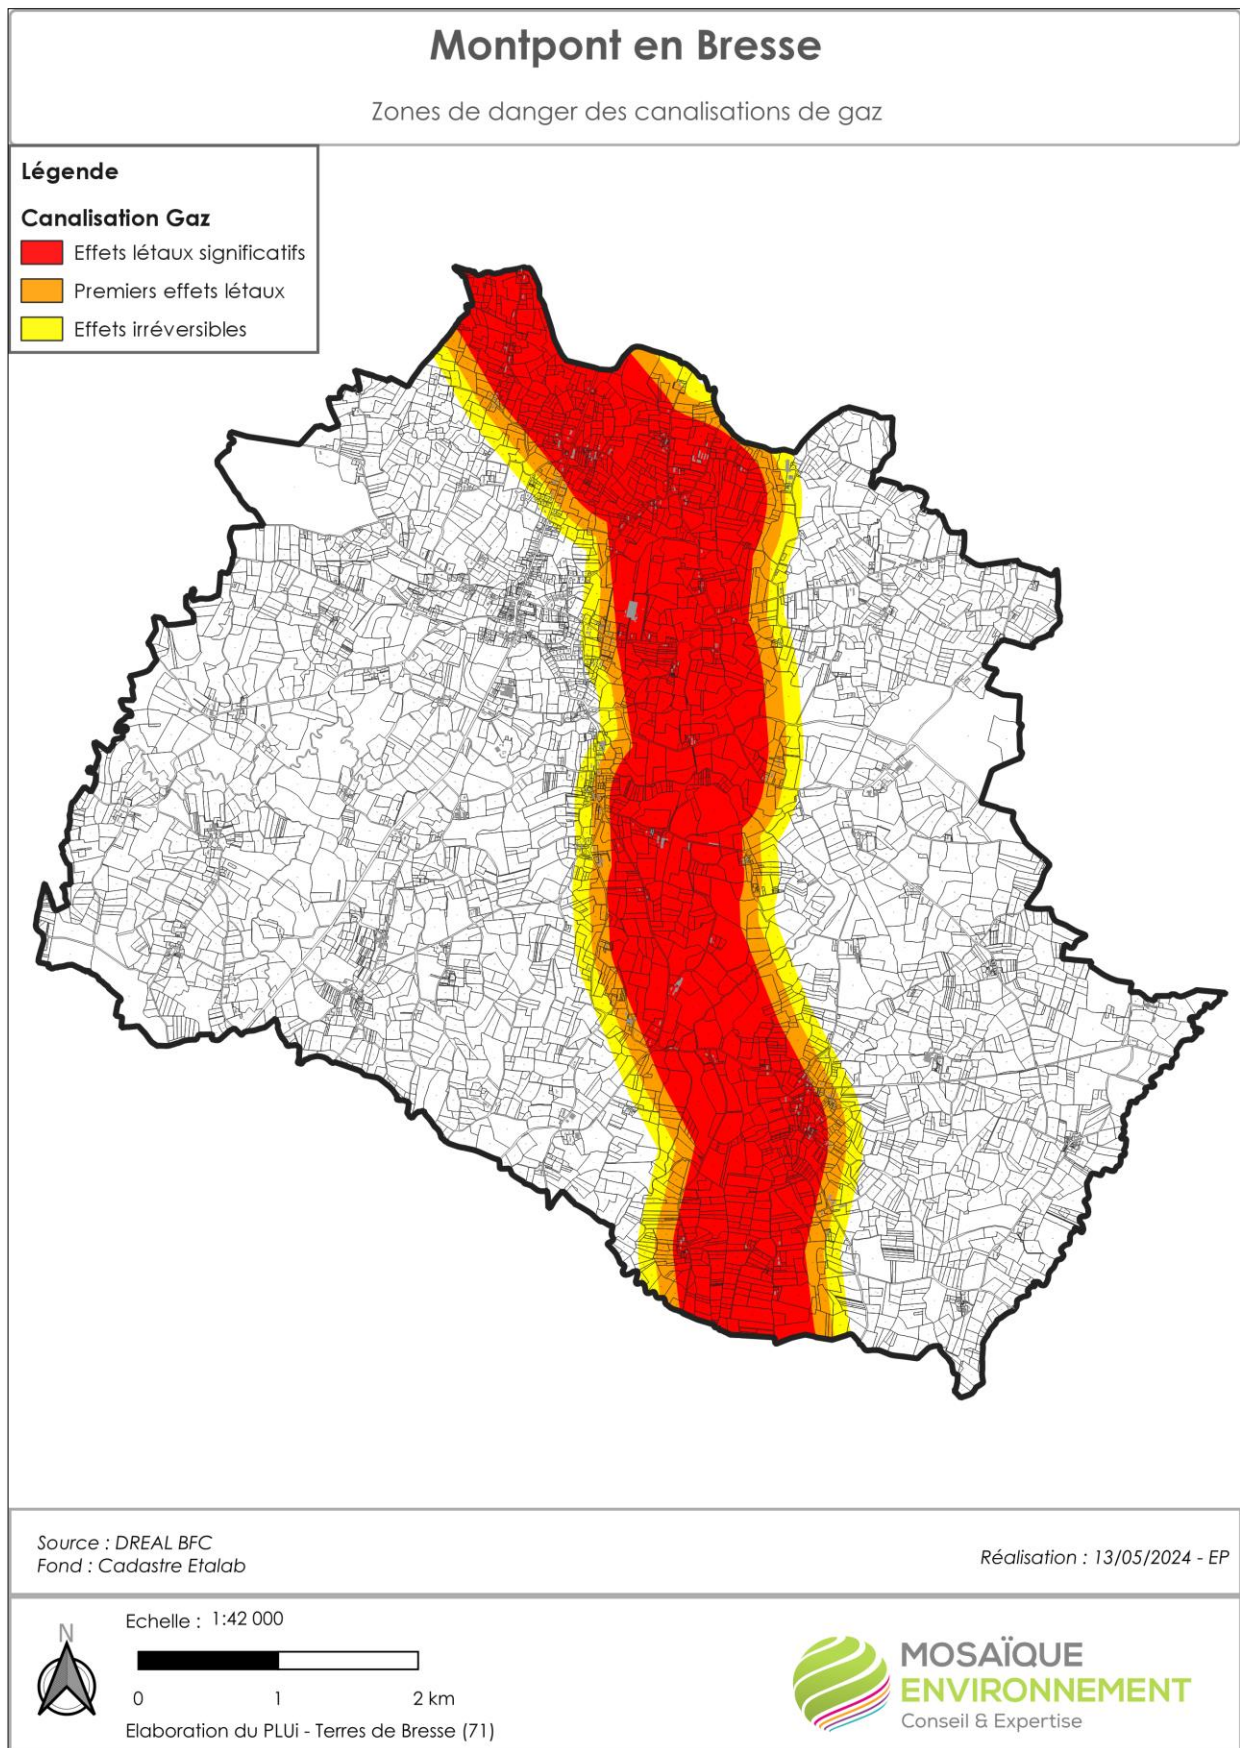 Montpont en Bresse
Zones de danger des canalisations de gaz
Légende
Canalisation Gaz
Effets létaux significatifs
Premiers effets létaux
Effets irréversibles
Source : DREAL BFC
Fond : Cadastre Etalab
Réalisation : 13/05/2024 - EP
N
Echelle : 1:42 000
0 1 2 km
Elaboration du PLUi - Terres de Bresse (71)
MOSAÏQUE
ENVIRONNEMENT
Conseil & Expertise